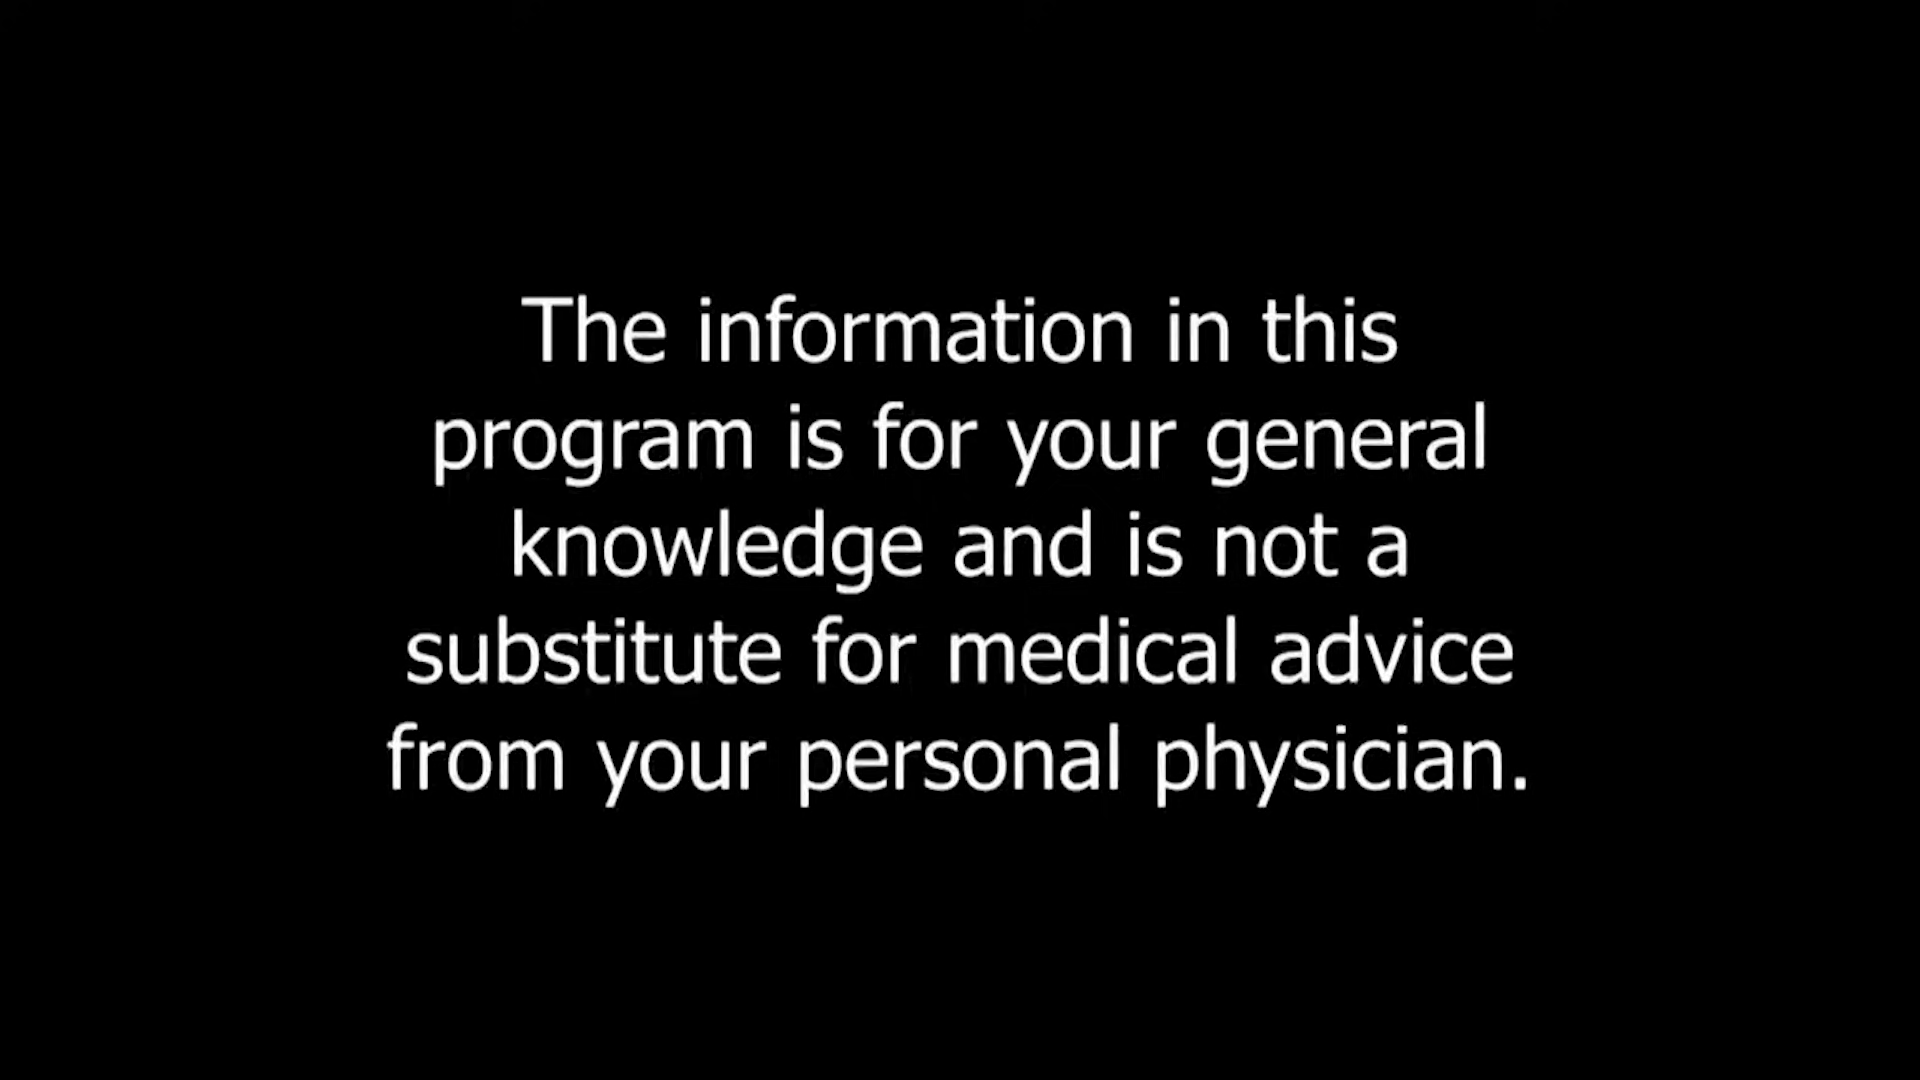 The information in this
program is for your general
knowledge and is not a
substitute for medical advice
from your personal physician.